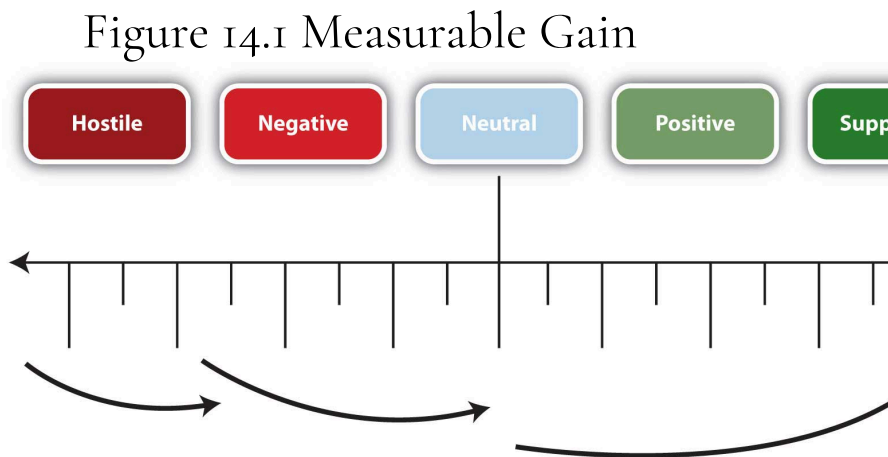 Figure 14.1 Measurable Gain
Hostile Negative Neutral Positive Supp